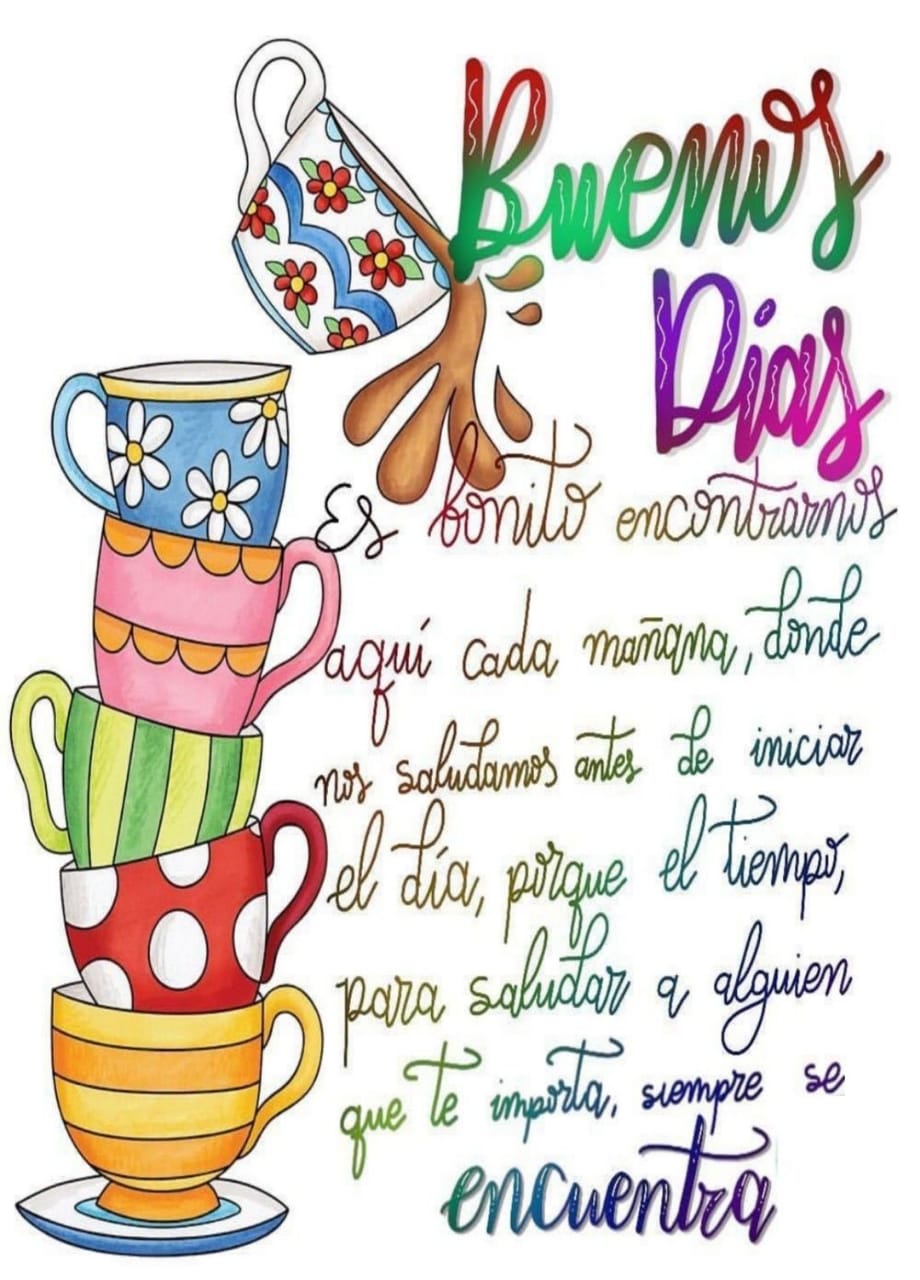 Buenos
Días
Es bonito encontrarnos
aquí cada mañana, donde
nos saludamos antes de iniciar
el día, porque el tiempo,
para saludar a alguien
que te importa, siempre se
encuentra